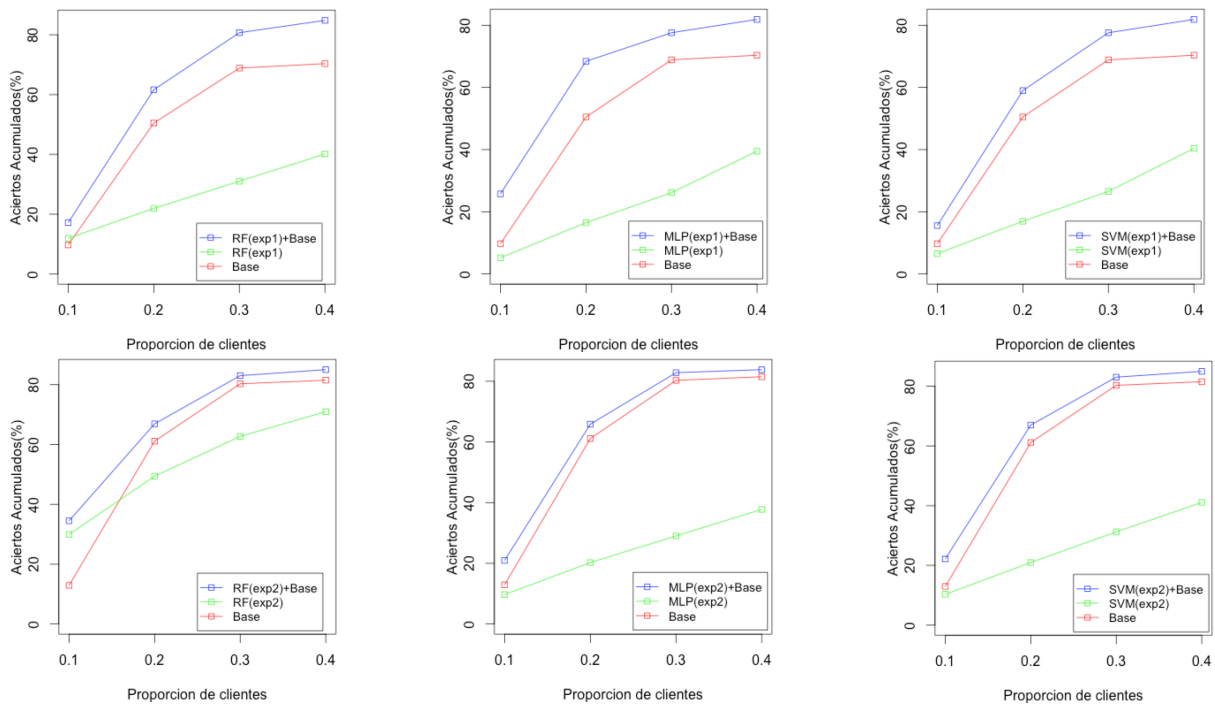 Aciertos Acumulados(%)
0
20
40
60
80
RF(exp1)+Base
RF(exp1)
Base
0.1
0.2
0.3
0.4
Proporcion de clientes
Aciertos Acumulados(%)
0
20
40
60
80
MLP(exp1)+Base
MLP(exp1)
Base
0.1
0.2
0.3
0.4
Proporcion de clientes
Aciertos Acumulados(%)
0
20
40
60
80
SVM(exp1)+Base
SVM(exp1)
Base
0.1
0.2
0.3
0.4
Proporcion de clientes
Aciertos Acumulados(%)
0
20
40
60
80
RF(exp2)+Base
RF(exp2)
Base
0.1
0.2
0.3
0.4
Proporcion de clientes
Aciertos Acumulados(%)
0
20
40
60
80
MLP(exp2)+Base
MLP(exp2)
Base
0.1
0.2
0.3
0.4
Proporcion de clientes
Aciertos Acumulados(%)
0
20
40
60
80
SVM(exp2)+Base
SVM(exp2)
Base
0.1
0.2
0.3
0.4
Proporcion de clientes